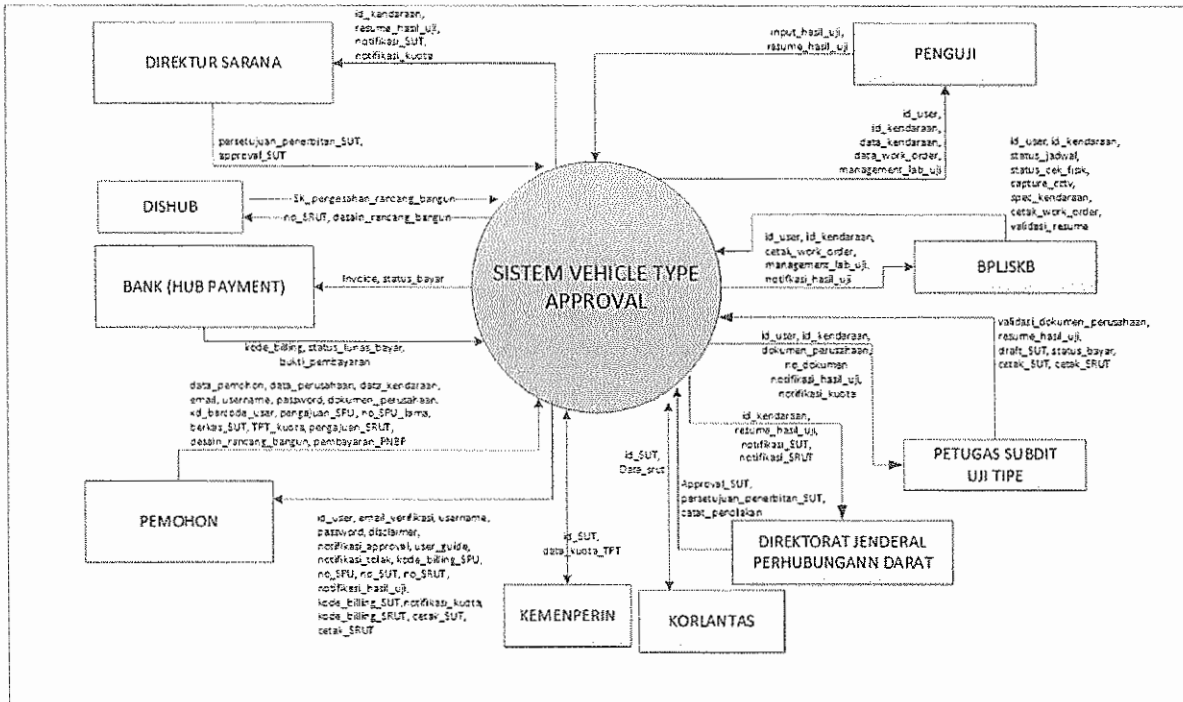 id_kendaraan,
resume_hasil_uji,
notifikasi_SUT,
notifikasi_kuota
DIREKTUR SARANA
persetujuan_penerbitan_SUT,
approval_SUT
input_hasil_uji,
resume_hasil_uji
PENGUJI
id_user,
id_kendaraan,
data_kendaraan,
data_work_order,
management_lab_uji
id_user, id_kendaraan,
status_jadwal,
status_cek_fisik,
capture_cctv,
spec_kendaraan,
cetak_work_order,
validasi_resume
DISHUB
Sk_pengesahan_rancang_bangun
no_SRUT, desain_rancang_bangun
SISTEM VEHICLE TYPE
APPROVAL
id_user, id_kendaraan,
cetak_work_order,
management_lab_uji,
notifikasi_hasil_uji
BPLJSKB
BANK (HUB PAYMENT)
Invoice, status_bayar
kode_billing, status_lunas_bayar,
bukti_pembayaran
validasi_dokumen_perusahaan,
resume_hasil_uji,
draft_SUT, status_bayar,
cetak_SUT, cetak_SRUT
id_user, id_kendaraan,
dokumen_perusahaan,
no_dokumen
notifikasi_hasil_uji,
notifikasi_kuota
PETUGAS SUBDIT
UJI TIPE
data_pemohon, data_perusahaan, data_kendaraan,
email, username, password, dokumen_perusahaan,
kd_barcode_user, pengajuan_SPU, no_SPU_lama,
berkas_SUT, TPT_kuota, pengajuan_SRUT,
desain_rancang_bangun, pembayaran_PNBP
PEMOHON
id_user, email_verifikasi, username,
password, disclaimer,
notifikasi_approval, user_guide,
notifikasi_tolak, kode_billing_SPU,
no_SPU, no_SUT, no_SRUT,
notifikasi_hasil_uji,
kode_billing_SUT,notifikasi_kuota,
kode_billing_SRUT, cetak_SUT,
cetak_SRUT
id_SUT,
data_kuota_TPT
KEMENPERIN
id_SUT,
Data_srut
KORLANTAS
id_kendaraan,
resume_hasil_uji,
notifikasi_SUT,
notifikasi_SRUT
Approval_SUT,
persetujuan_penerbitan_SUT,
catat_penolakan
DIREKTORAT JENDERAL
PERHUBUNGANN DARAT